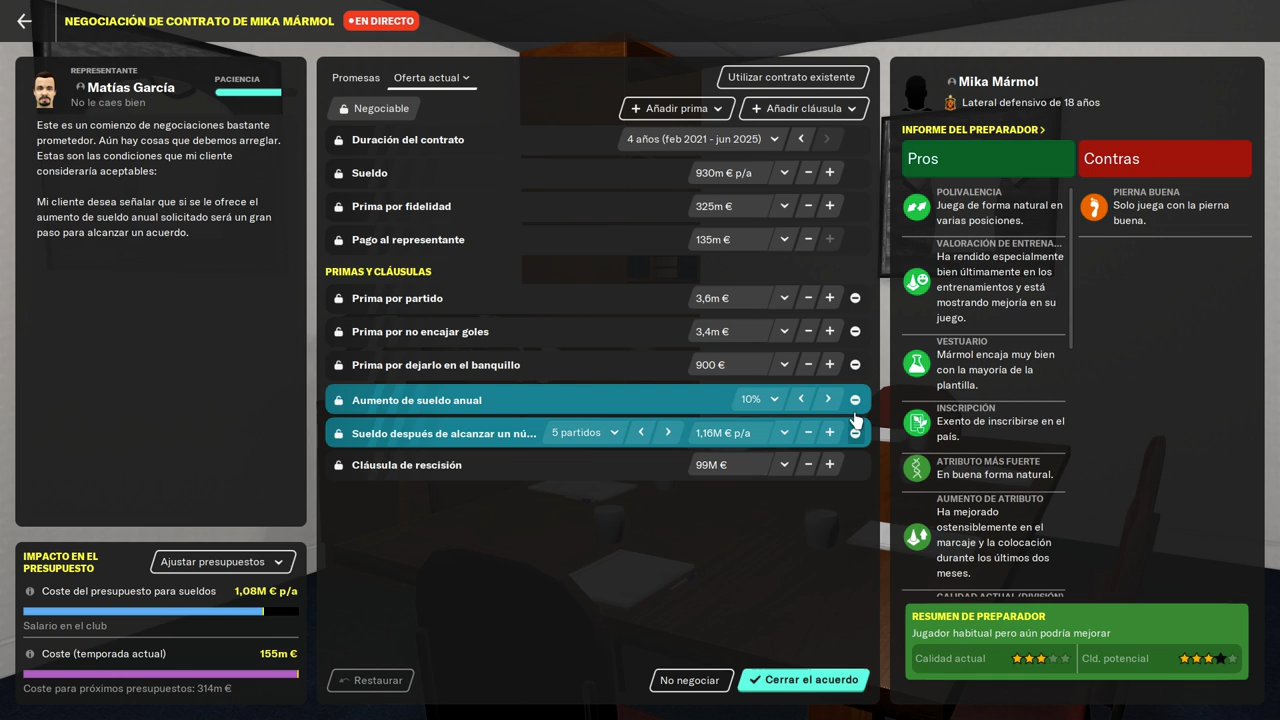 NEGOCIACIÓN DE CONTRATO DE MIKA MÁRMOL
EN DIRECTO
REPRESENTANTE
Matías García
No le caes bien
PACIENCIA
Este es un comienzo de negociaciones bastante
prometedor. Aún hay cosas que debemos arreglar.
Estas son las condiciones que mi cliente
consideraría aceptables:
Mi cliente desea señalar que si se le ofrece el
aumento de sueldo anual solicitado será un gran
paso para alcanzar un acuerdo.
IMPACTO EN EL
PRESUPUESTO
Ajustar presupuestos
Coste del presupuesto para sueldos 1,08M € p/a
Salario en el club
Coste (temporada actual) 155m €
Coste para próximos presupuestos: 314m €
Promesas
Oferta actual
Utilizar contrato existente
Negociable
Añadir prima
Añadir cláusula
Duración del contrato 4 años (feb 2021 - jun 2025)
Sueldo 930m € p/a
Prima por fidelidad 325m €
Pago al representante 135m €
PRIMAS Y CLÁUSULAS
Prima por partido 3,6m €
Prima por no encajar goles 3,4m €
Prima por dejarlo en el banquillo 900 €
Aumento de sueldo anual 10%
Sueldo después de alcanzar un nú... 5 partidos 1,16M € p/a
Cláusula de rescisión 99M €
Restaurar
No negociar
Cerrar el acuerdo
Mika Mármol
Lateral defensivo de 18 años
INFORME DEL PREPARADOR
Pros
Contras
POLIVALENCIA
Juega de forma natural en
varias posiciones.
VALORACIÓN DE ENTRENA...
Ha rendido especialmente
bien últimamente en los
entrenamientos y está
mostrando mejoría en su
juego.
VESTUARIO
Mármol encaja muy bien
con la mayoría de la
plantilla.
INSCRIPCIÓN
Exento de inscribirse en el
país.
ATRIBUTO MÁS FUERTE
En buena forma natural.
AUMENTO DE ATRIBUTO
Ha mejorado
ostensiblemente en el
marcaje y la colocación
durante los últimos dos
meses.
CALIDAD ACTUAL (DIVISIÓN)
PIERNA BUENA
Solo juega con la pierna
buena.
RESUMEN DE PREPARADOR
Jugador habitual pero aún podría mejorar
Calidad actual
Cld. potencial